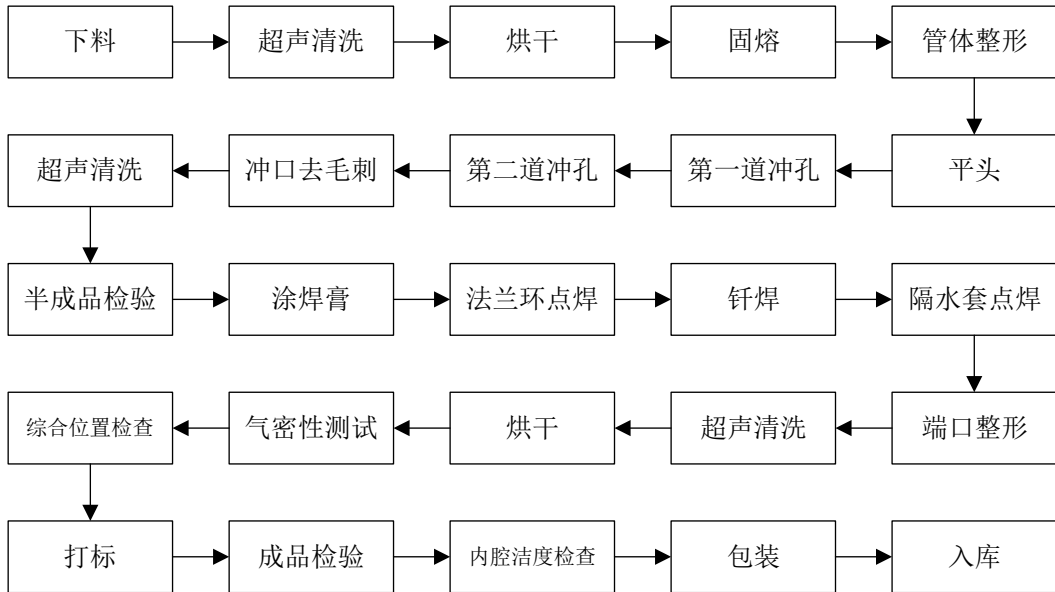 下料
超声清洗
烘干
固熔
管体整形
平头
第一道冲孔
第二道冲孔
冲口去毛刺
超声清洗
半成品检验
涂焊膏
法兰环点焊
钎焊
隔水套点焊
端口整形
超声清洗
烘干
气密性测试
综合位置检查
打标
成品检验
内腔洁度检查
包装
入库